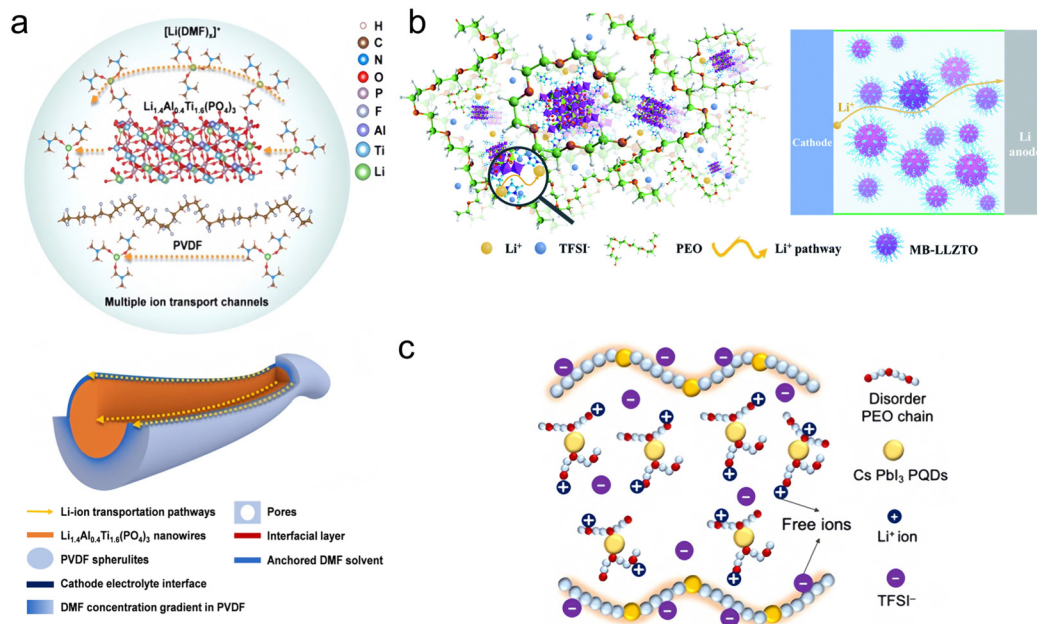 a
[Li(DMF)x]+
Li1.4Al0.4Ti1.6(PO4)3
PVDF
Multiple ion transport channels
H
C
N
O
P
F
Al
Ti
Li
Li-ion transportation pathways
Li1.4Al0.4Ti1.6(PO4)3 nanowires
PVDF spherulites
Cathode electrolyte interface
DMF concentration gradient in PVDF
Pores
Interfacial layer
Anchored DMF solvent
b
Li+
TFSI-
PEO
Li+ pathway
MB-LLZTO
Cathode
Li+
Li
anode
c
Disorder
PEO chain
Cs PbI3 PQDs
Free ions
Li+ ion
TFSI−